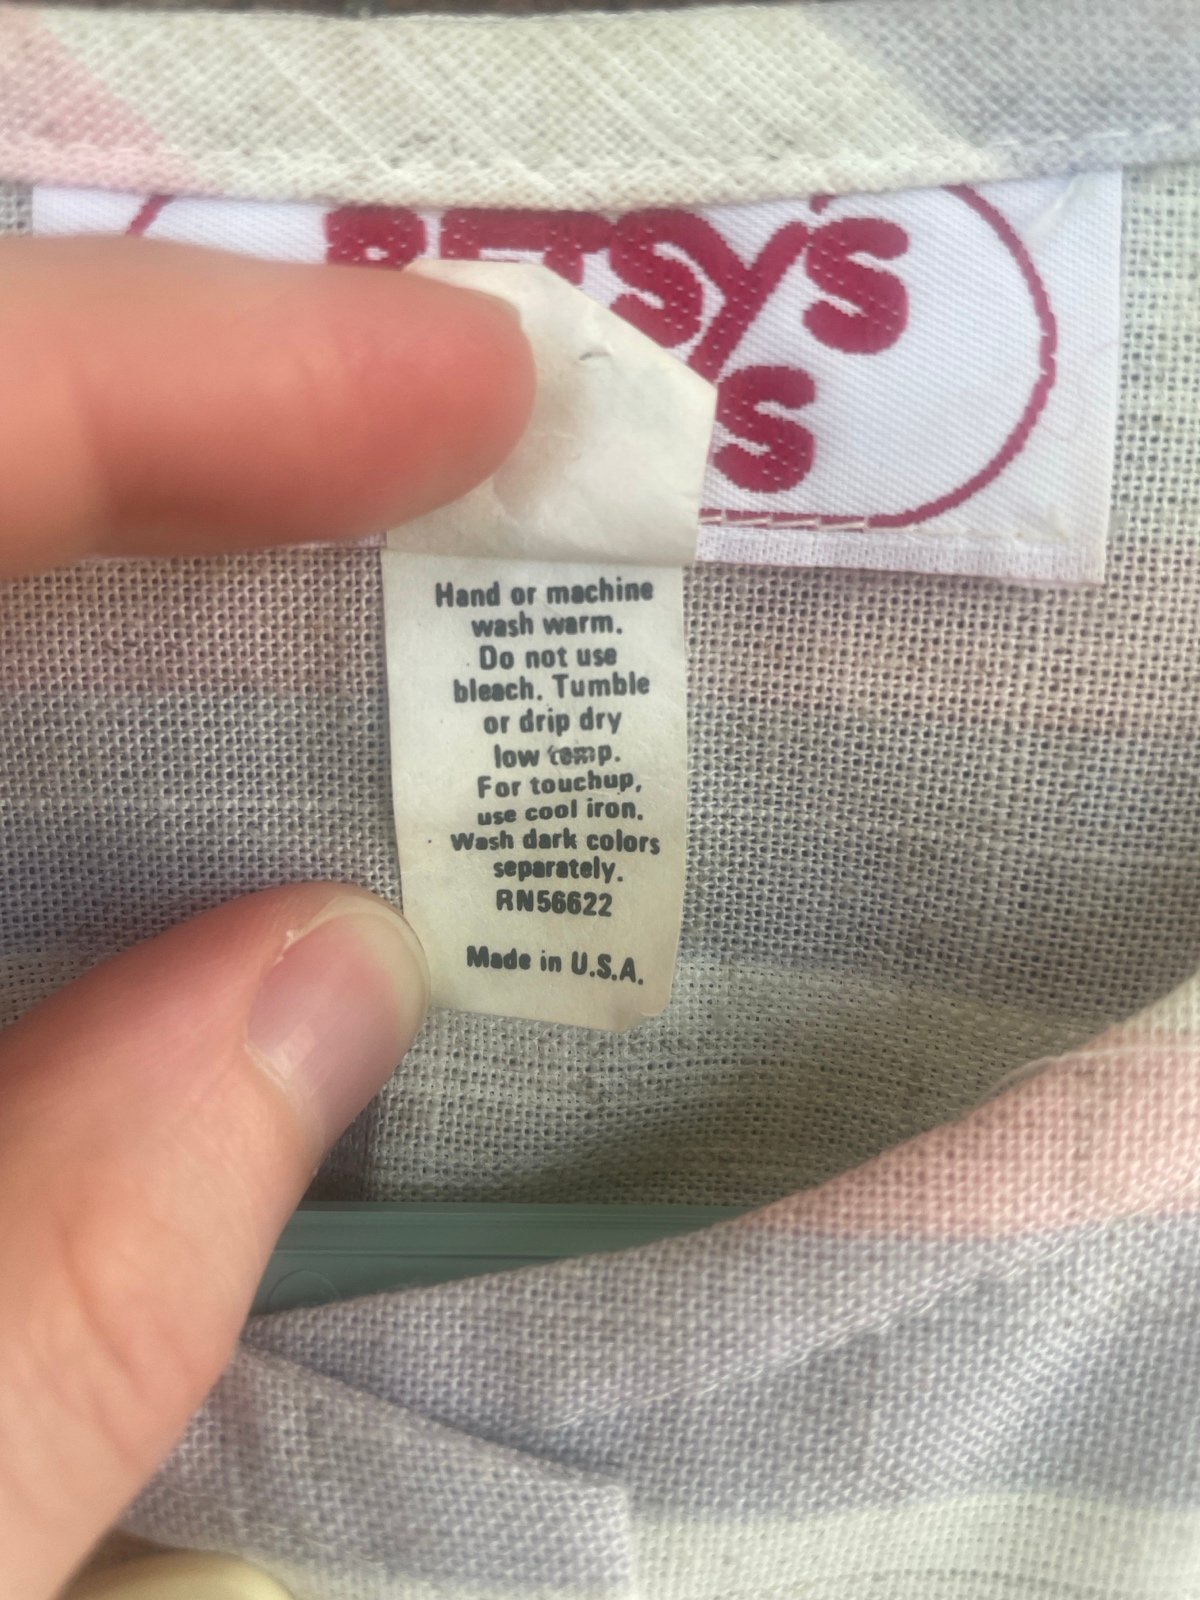 BETSY'S
Hand or machine
wash warm.
Do not use
bleach. Tumble
or drip dry
low temp.
For touchup,
use cool iron.
Wash dark colors
separately.
RN56622
Made in U.S.A.